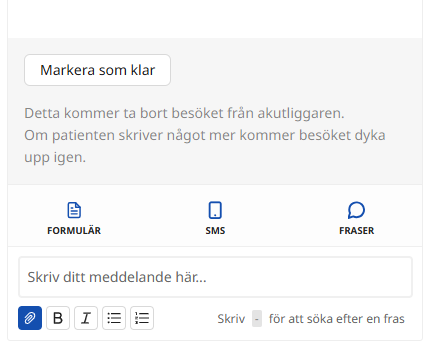 Markera som klar
Detta kommer ta bort besöket från akutliggaren.
Om patienten skriver något mer kommer besöket dyka
upp igen.
FORMULÄR SMS FRASER
Skriv ditt meddelande här...
B I Skriv - för att söka efter en fras